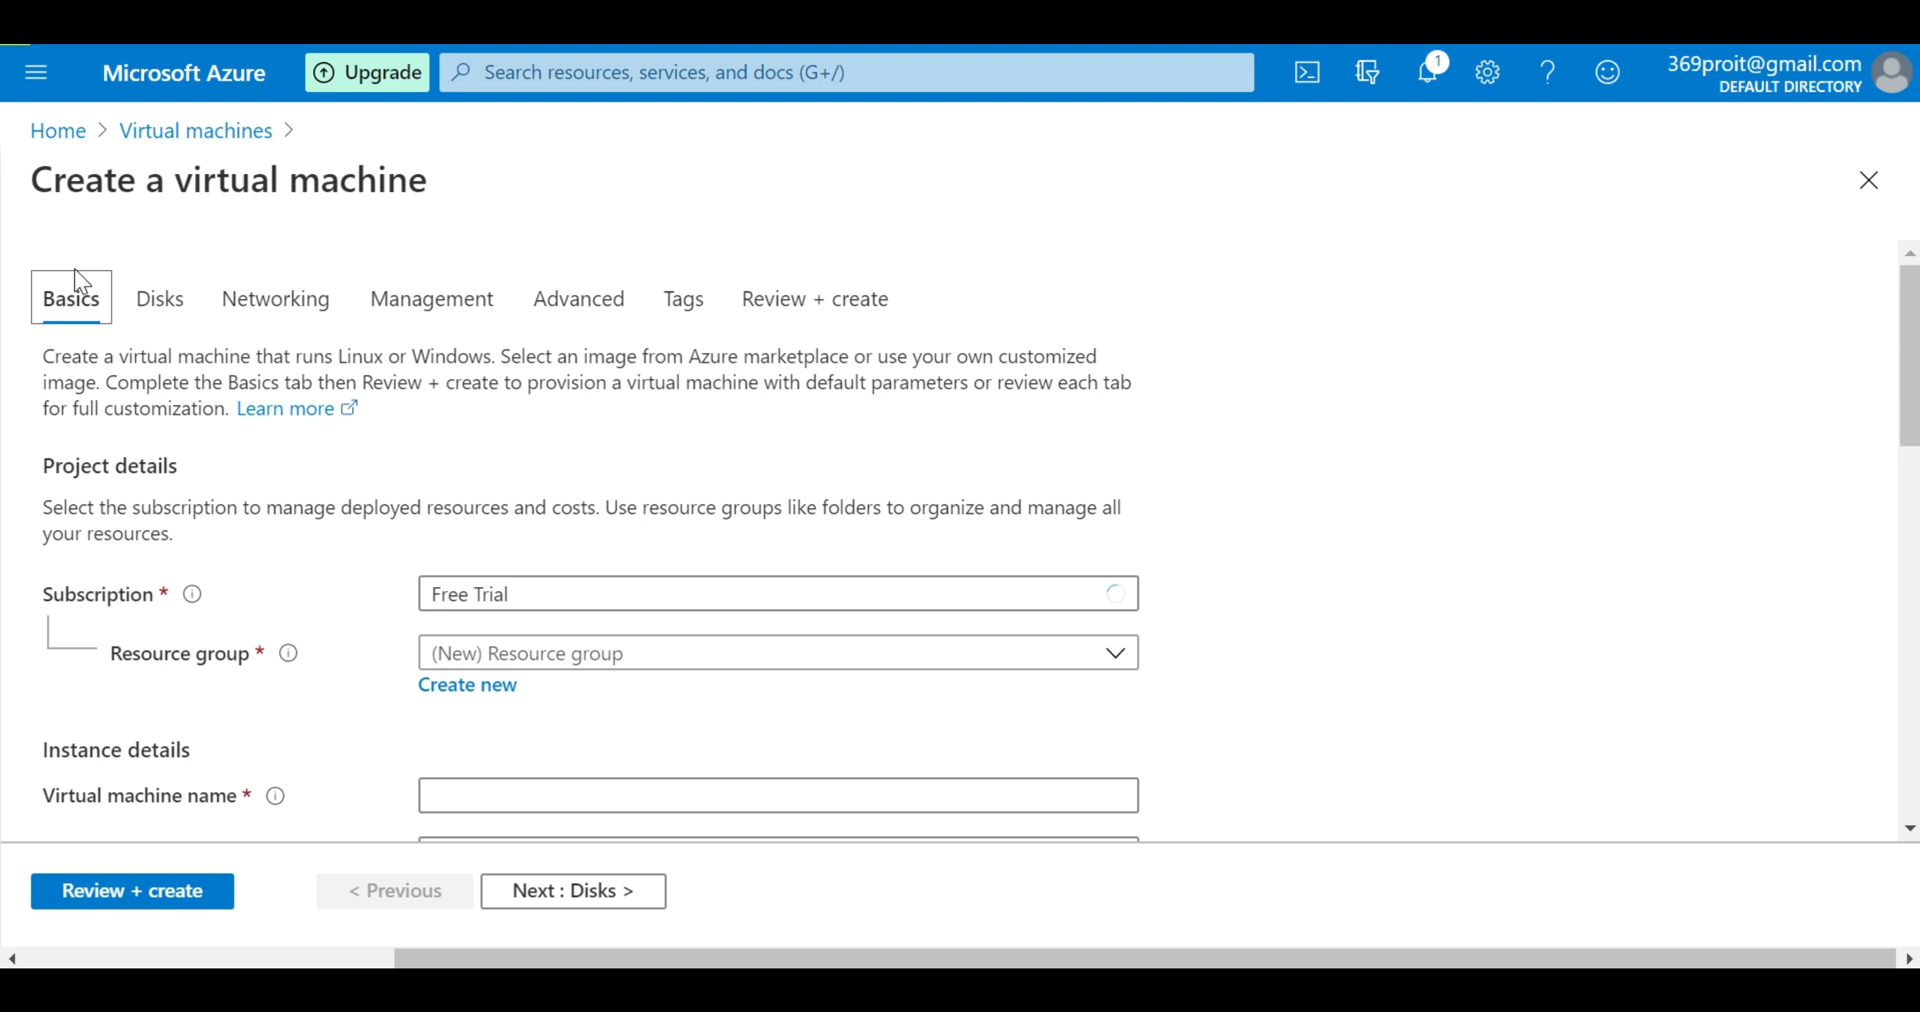 Microsoft Azure
Upgrade
Search resources, services, and docs (G+/)
1
369proit@gmail.com
DEFAULT DIRECTORY
Home > Virtual machines >
Create a virtual machine
Basics Disks Networking Management Advanced Tags Review + create
Create a virtual machine that runs Linux or Windows. Select an image from Azure marketplace or use your own customized
image. Complete the Basics tab then Review + create to provision a virtual machine with default parameters or review each tab
for full customization. Learn more
Project details
Select the subscription to manage deployed resources and costs. Use resource groups like folders to organize and manage all
your resources.
Subscription * Free Trial
Resource group * (New) Resource group
Create new
Instance details
Virtual machine name *
Review + create < Previous Next : Disks >